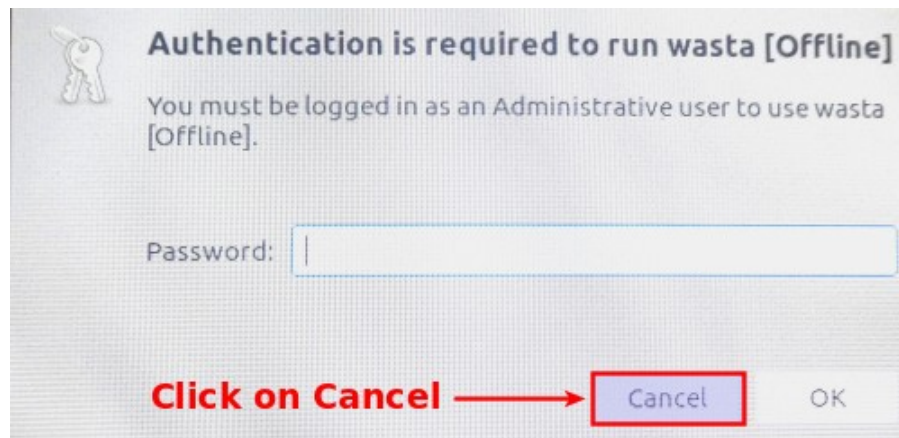 Authentication is required to run wasta [Offline]
You must be logged in as an Administrative user to use wasta
[Offline].
Password:
Click on Cancel
Cancel
OK